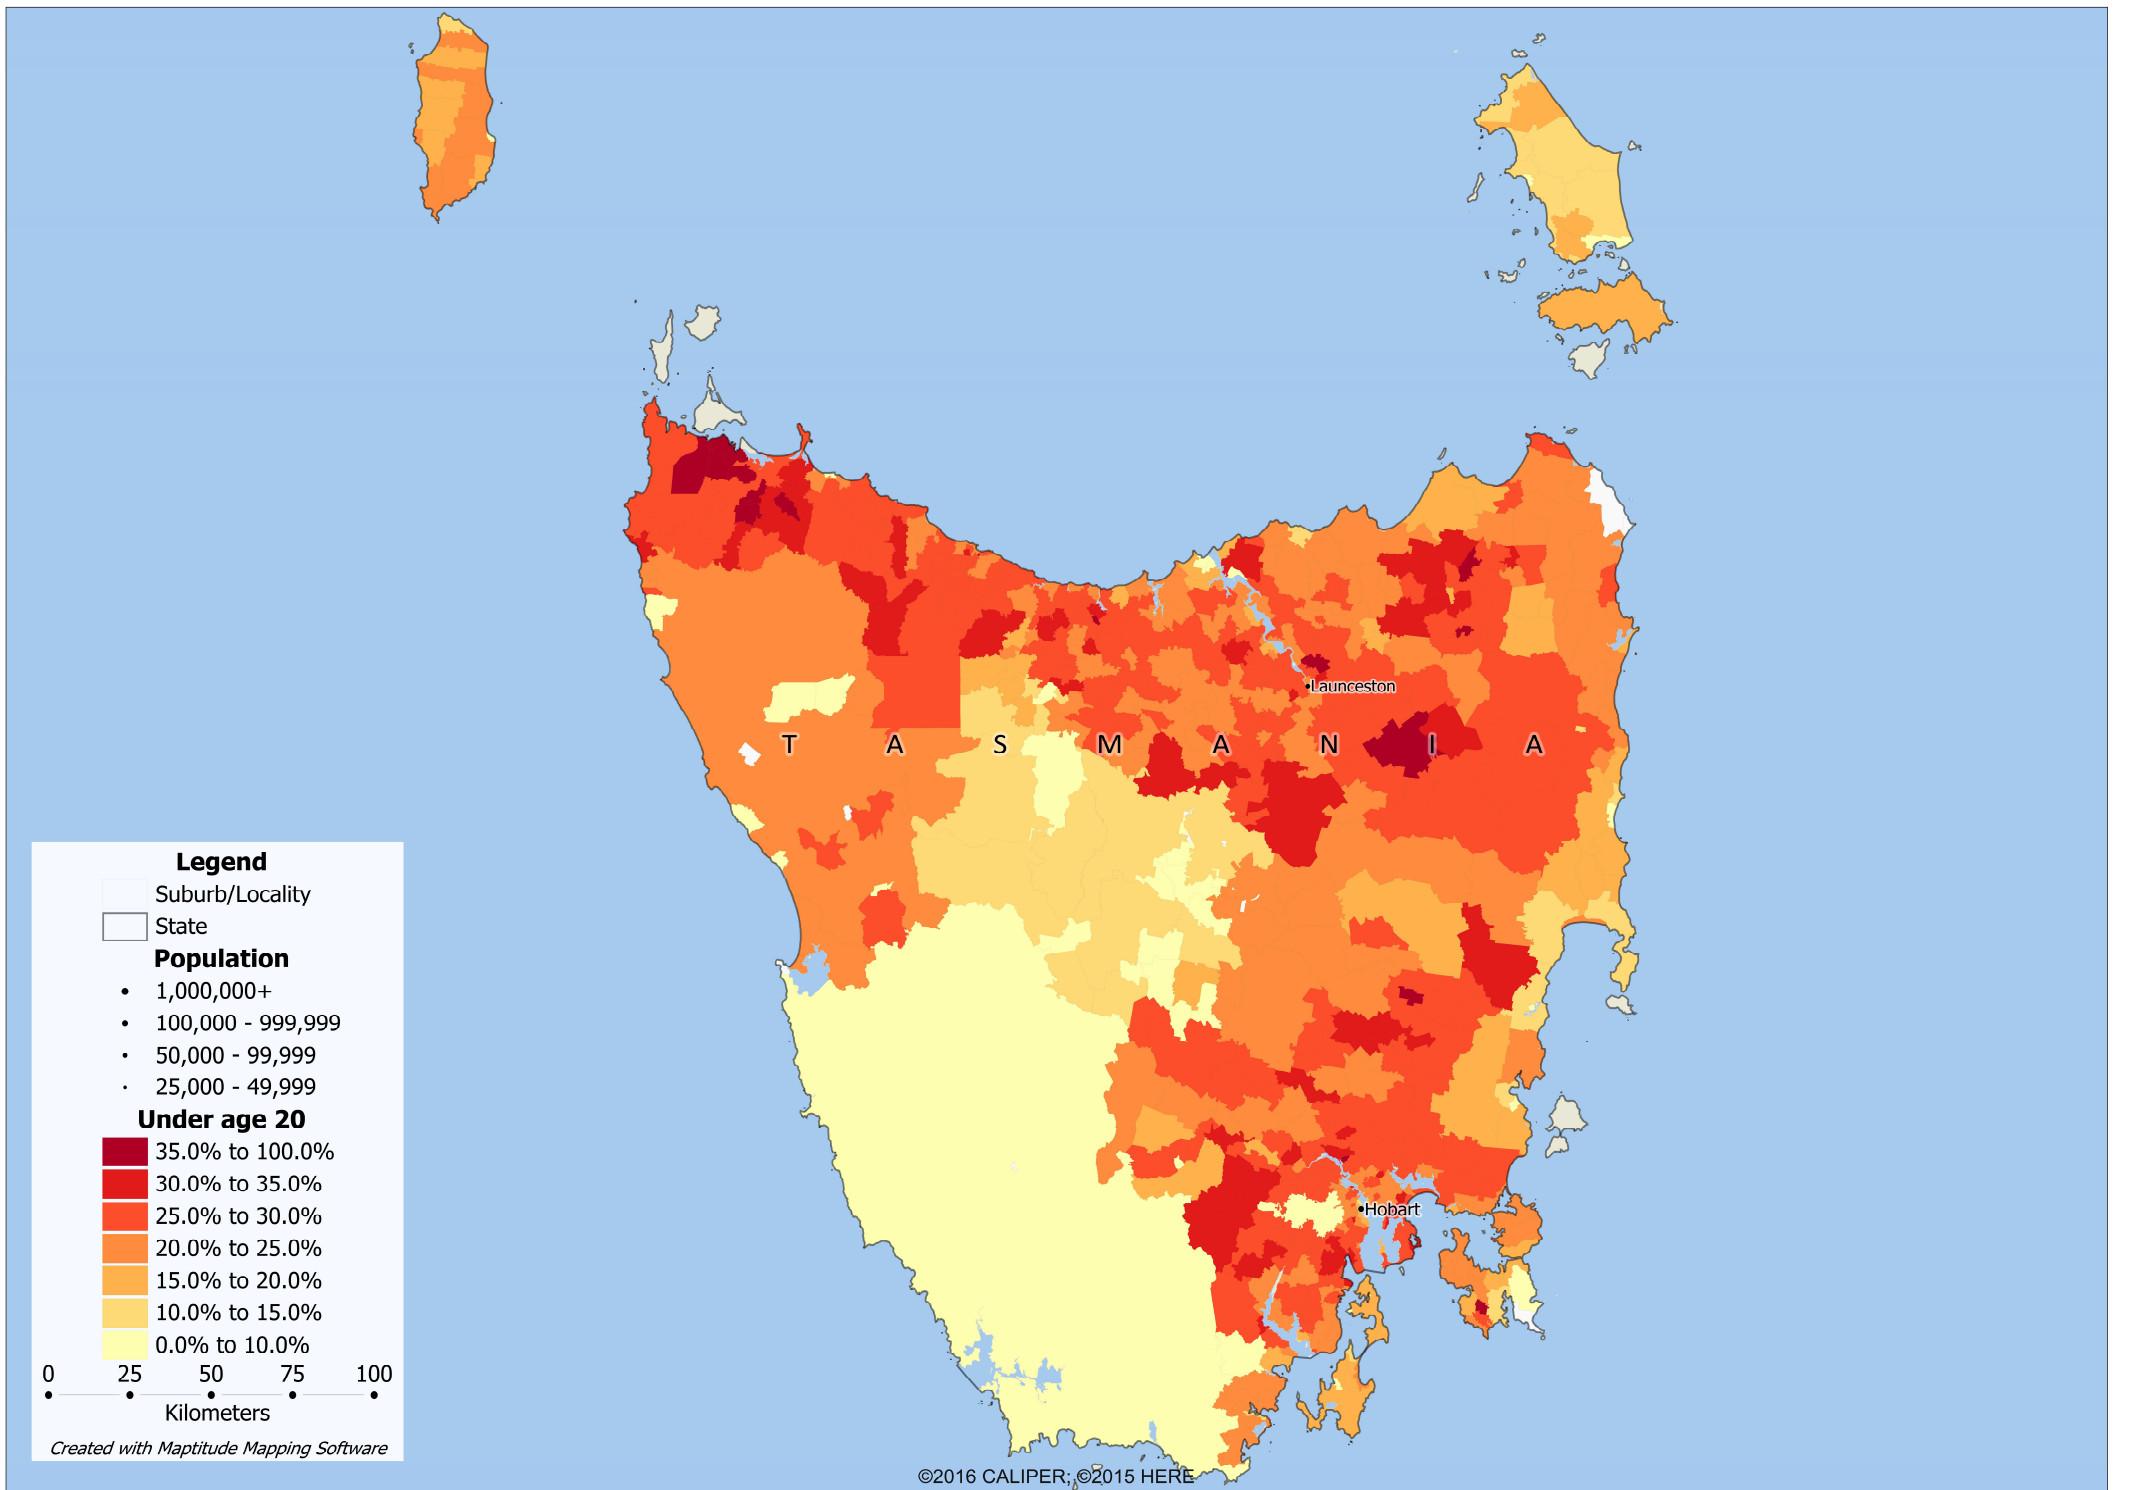 T A S M A N I A
Launceston
Hobart
Legend
Suburb/Locality
State
Population
1,000,000+
100,000 - 999,999
50,000 - 99,999
25,000 - 49,999
Under age 20
35.0% to 100.0%
30.0% to 35.0%
25.0% to 30.0%
20.0% to 25.0%
15.0% to 20.0%
10.0% to 15.0%
0.0% to 10.0%
0 25 50 75 100
Kilometers
Created with Maptitude Mapping Software
©2016 CALIPER; ©2015 HERE